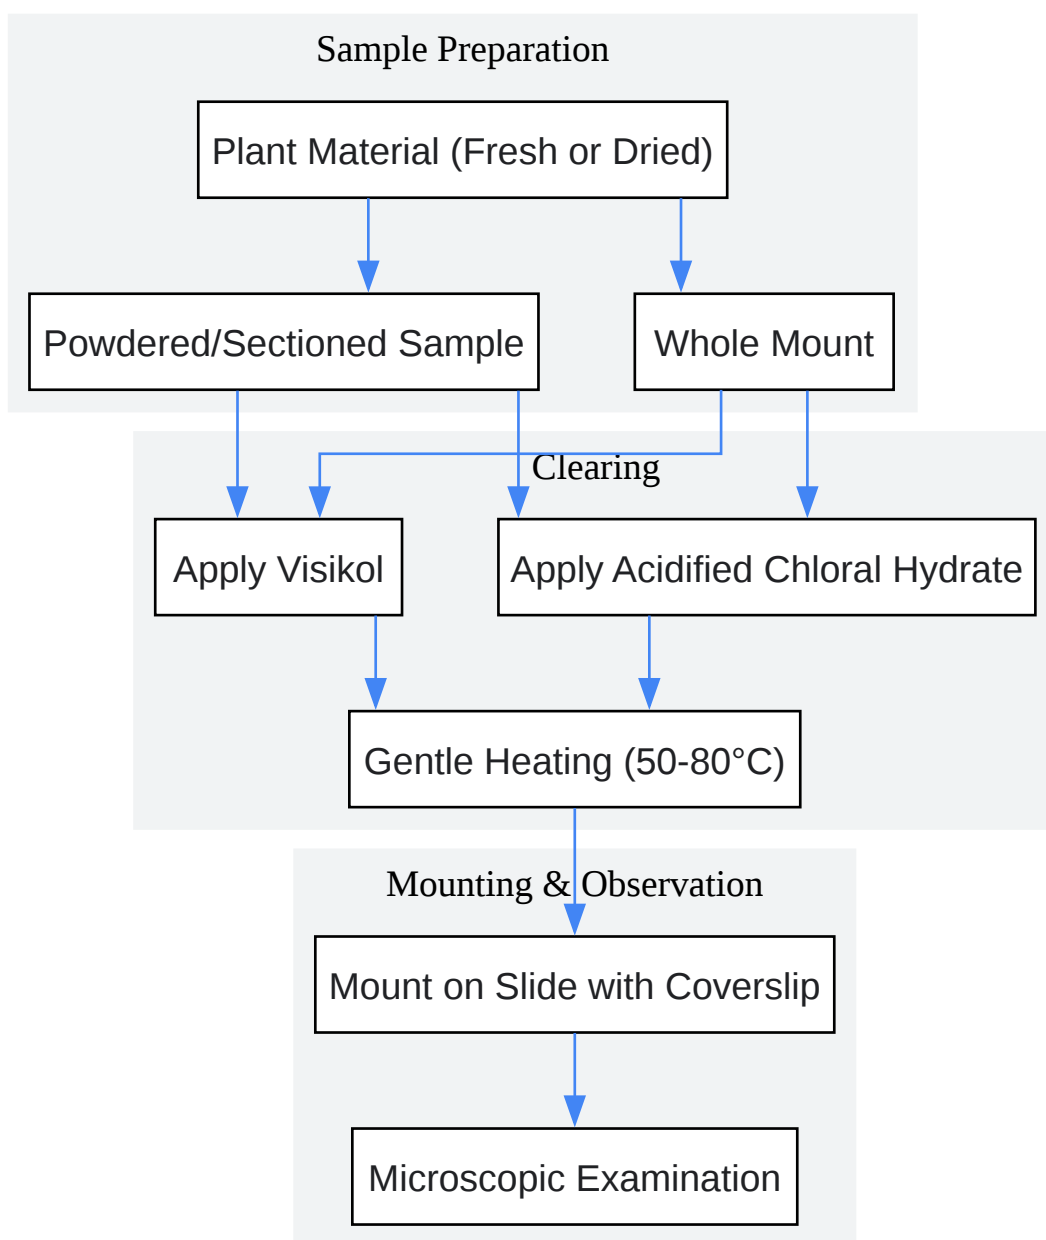 Sample Preparation
Plant Material (Fresh or Dried)
Powdered/Sectioned Sample
Whole Mount
Clearing
Apply Visikol
Apply Acidified Chloral Hydrate
Gentle Heating (50-80°C)
Mounting & Observation
Mount on Slide with Coverslip
Microscopic Examination